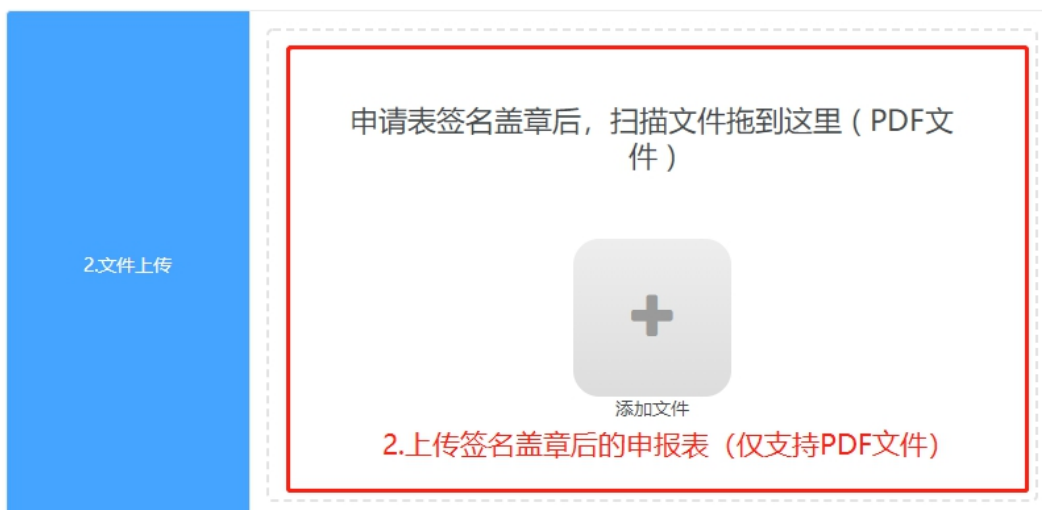 2.文件上传
申请表签名盖章后，扫描文件拖到这里（PDF文
件）
添加文件
2.上传签名盖章后的申报表（仅支持PDF文件）